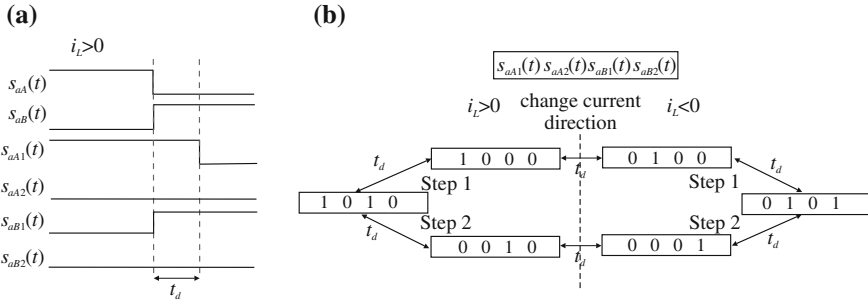 (a)
i_L>0
s_aA(t)
s_aB(t)
s_aA1(t)
s_aA2(t)
s_aB1(t)
s_aB2(t)
t_d
(b)
s_aA1(t) s_aA2(t) s_aB1(t) s_aB2(t)
i_L>0 change current direction i_L<0
t_d 1 0 0 0 t_d 0 1 0 0 t_d
Step 1 Step 1
1 0 1 0 0 1 0 1
Step 2 Step 2
t_d 0 0 1 0 t_d 0 0 0 1 t_d